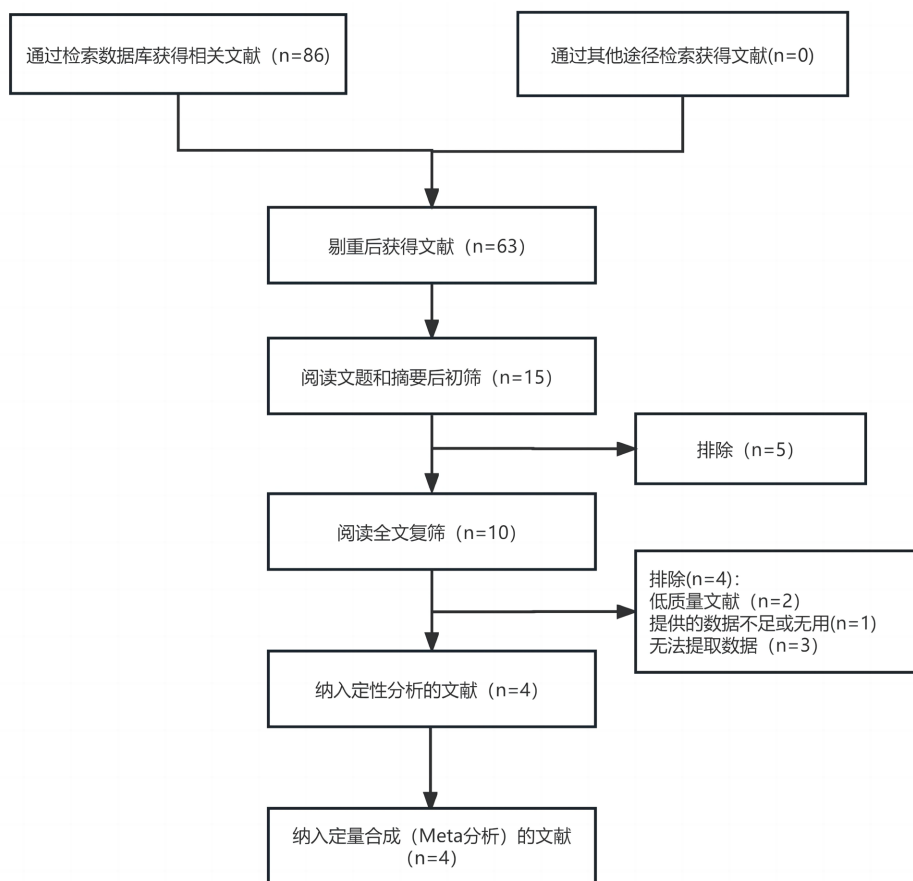 通过检索数据库获得相关文献（n=86)
通过其他途径检索获得文献(n=0)
剔重后获得文献（n=63）
阅读文题和摘要后初筛（n=15）
排除（n=5）
阅读全文复筛（n=10）
排除(n=4)：
低质量文献（n=2）
提供的数据不足或无用(n=1)
无法提取数据（n=3）
纳入定性分析的文献（n=4）
纳入定量合成（Meta分析）的文献
（n=4）